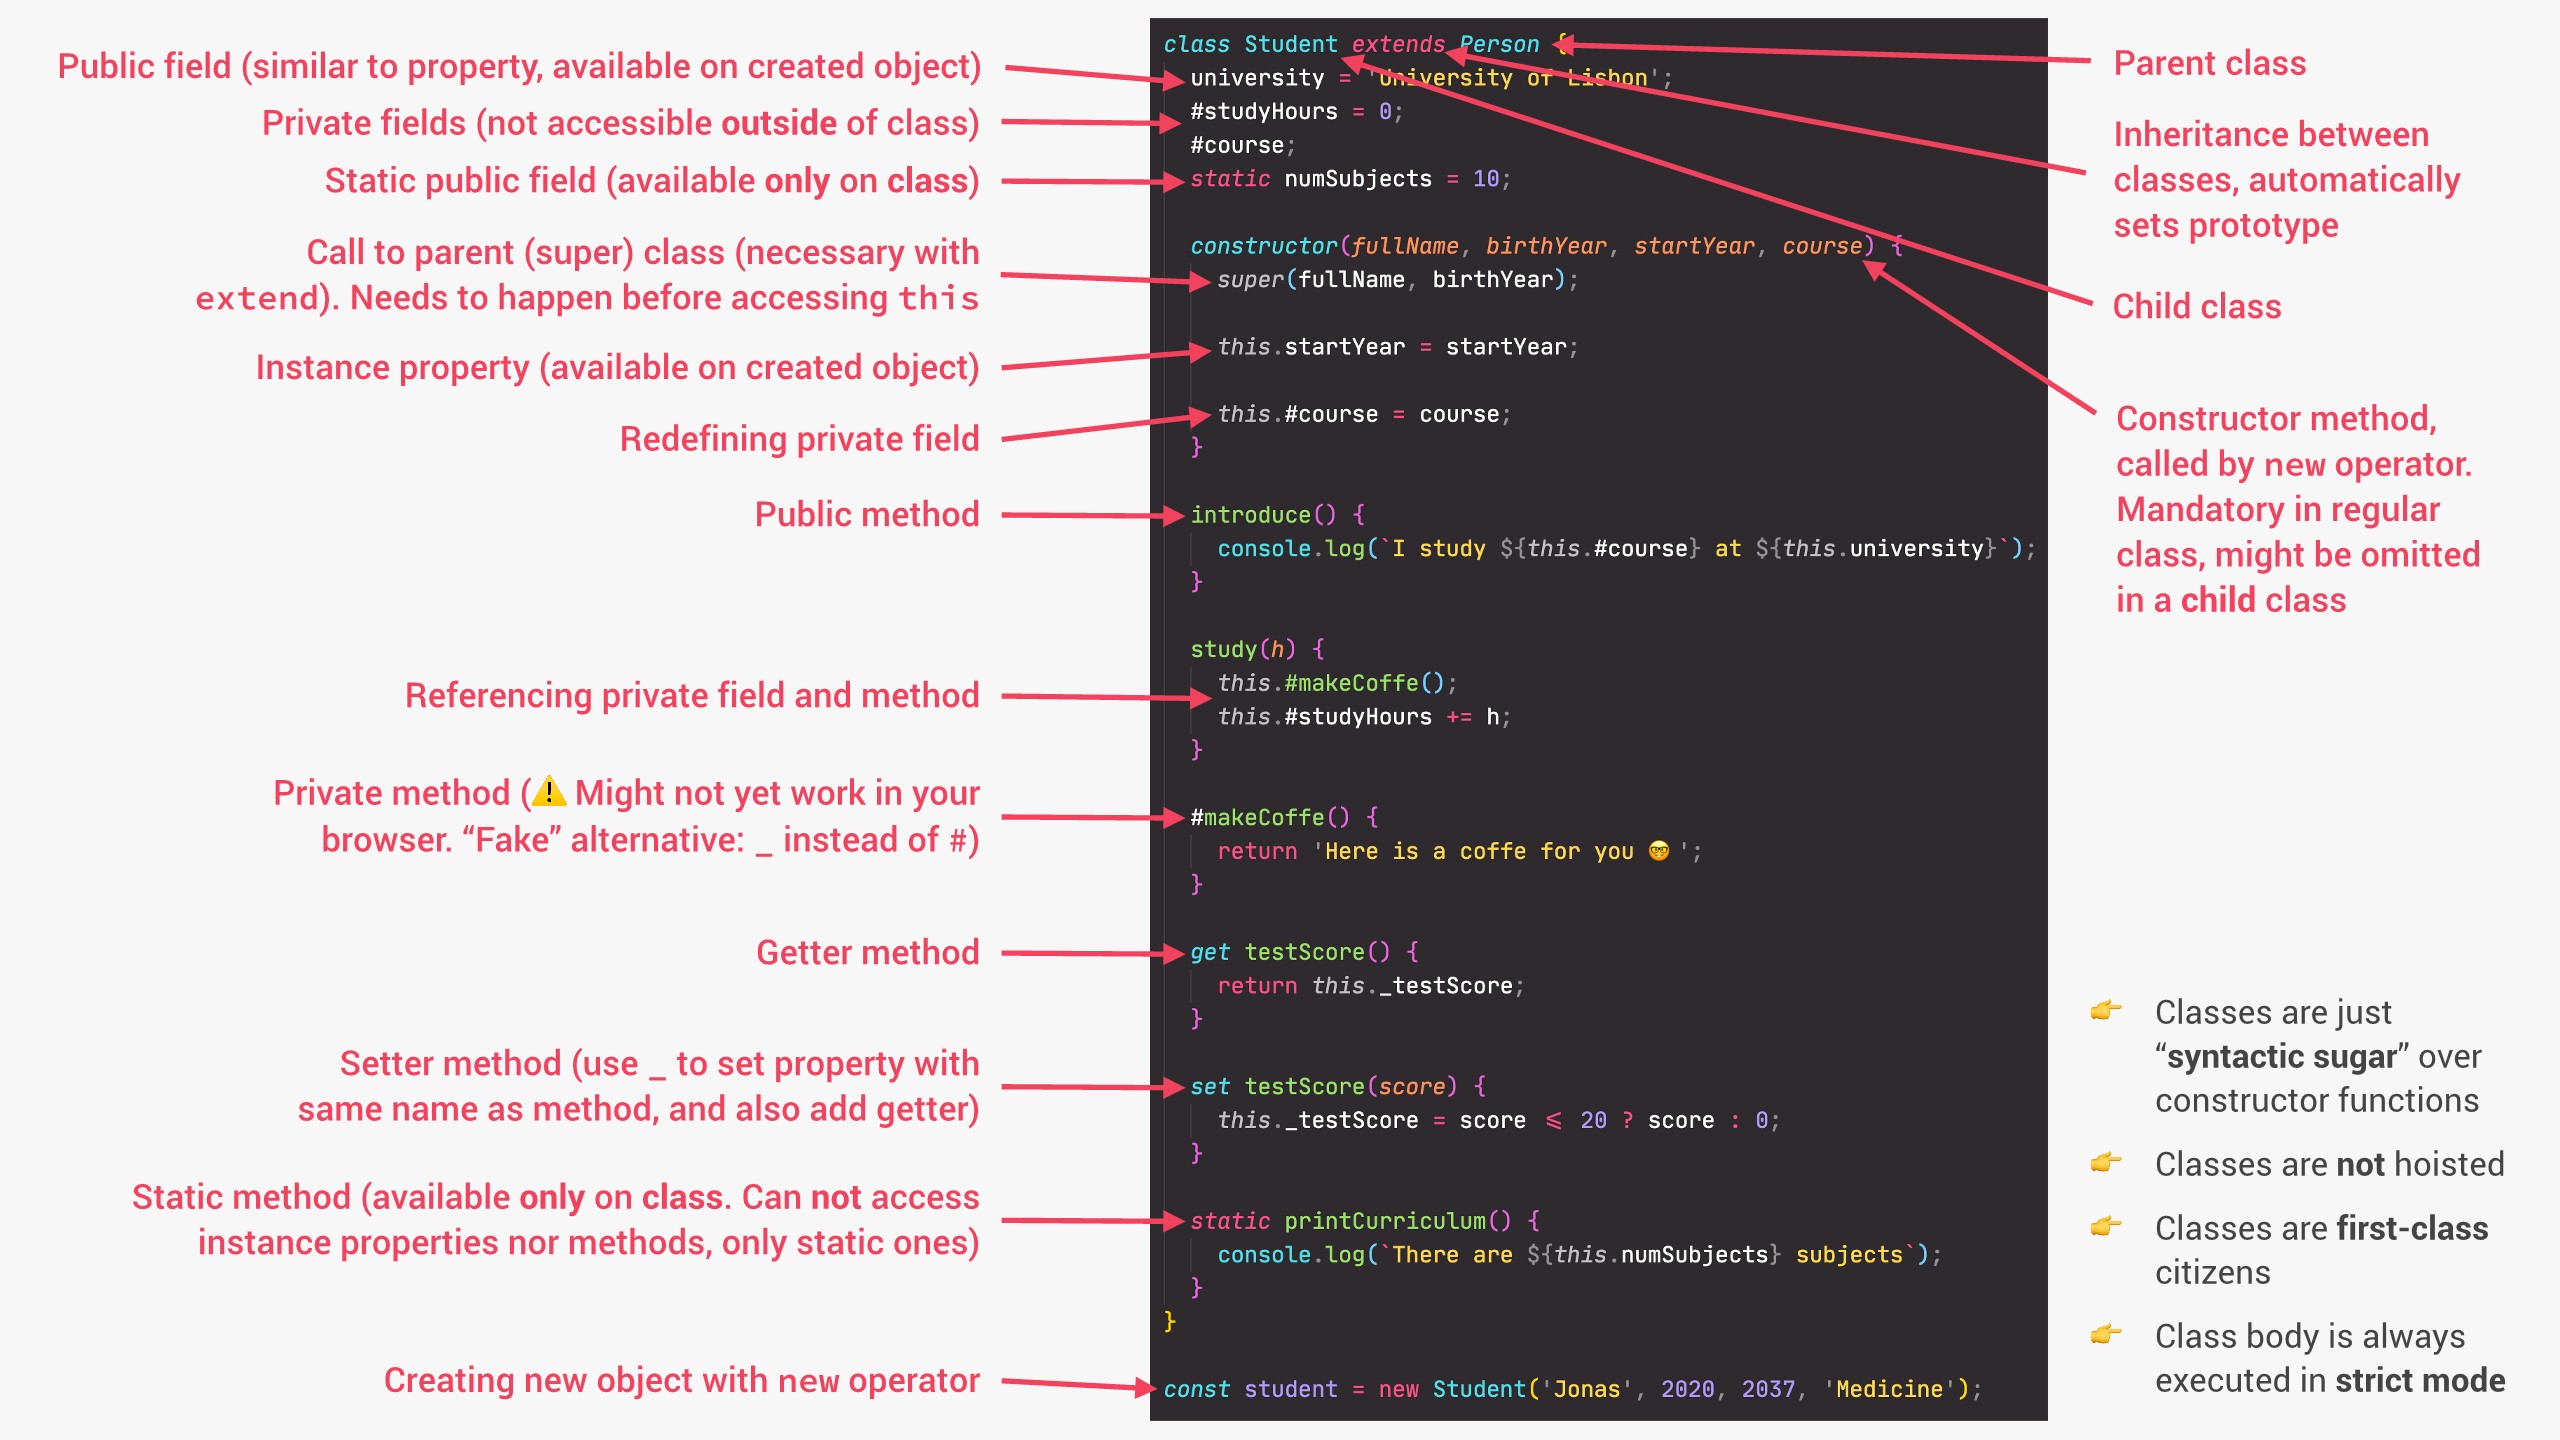 Public field (similar to property, available on created object)
Private fields (not accessible outside of class)
Static public field (available only on class)
Call to parent (super) class (necessary with
extend). Needs to happen before accessing this
Instance property (available on created object)
Redefining private field
Public method
Referencing private field and method
Private method (⚠️ Might not yet work in your
browser. “Fake” alternative: _ instead of #)
Getter method
Setter method (use _ to set property with
same name as method, and also add getter)
Static method (available only on class. Can not access
instance properties nor methods, only static ones)
Creating new object with new operator
class Student extends Person {
university = 'University of Lisbon';
#studyHours = 0;
#course;
static numSubjects = 10;
constructor(fullName, birthYear, startYear, course) {
super(fullName, birthYear);
this.startYear = startYear;
this.#course = course;
}
introduce() {
console.log(`I study ${this.#course} at ${this.university}`);
}
study(h) {
this.#makeCoffe();
this.#studyHours += h;
}
#makeCoffe() {
return 'Here is a coffe for you 🤓 ';
}
get testScore() {
return this._testScore;
}
set testScore(score) {
this._testScore = score ⩽ 20 ? score : 0;
}
static printCurriculum() {
console.log(`There are ${this.numSubjects} subjects`);
}
}
const student = new Student('Jonas', 2020, 2037, 'Medicine');
Parent class
Inheritance between
classes, automatically
sets prototype
Child class
Constructor method,
called by new operator.
Mandatory in regular
class, might be omitted
in a child class
👉 Classes are just
“syntactic sugar” over
constructor functions
👉 Classes are not hoisted
👉 Classes are first-class
citizens
👉 Class body is always
executed in strict mode